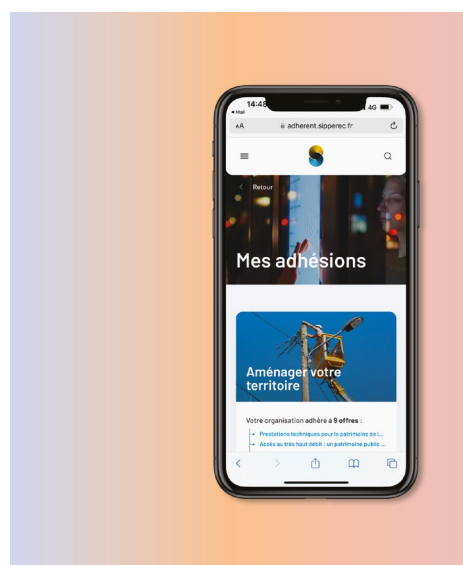 14:48
4G
Mail
AA
adherent.sipperec.fr
Retour
Mes adhésions
Aménager votre
territoire
Votre organisation adhère à 9 offres :
Prestations techniques pour le patrimoine de l...
Accès au très haut débit : un patrimoine public ...